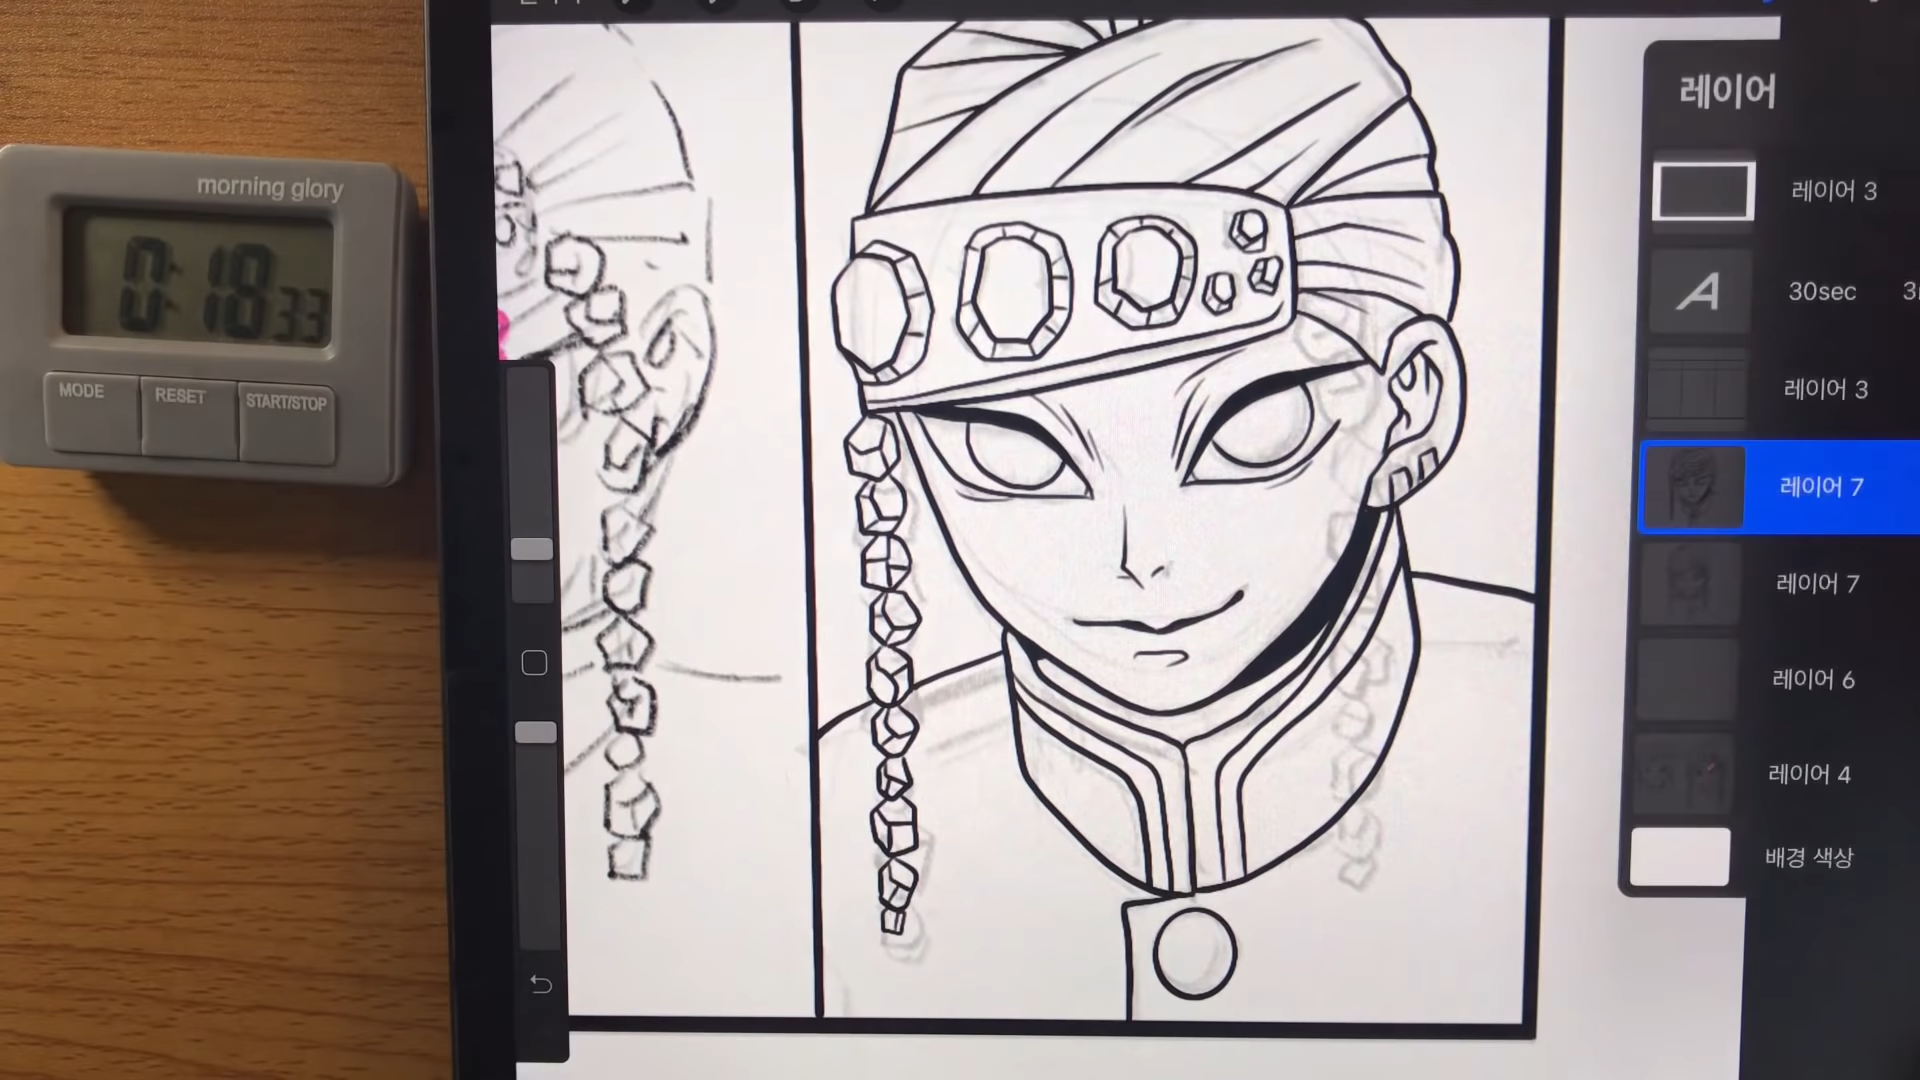 morning glory
0:18 33
MODE
RESET
START/STOP
레이어
레이어 3
A
30sec
레이어 3
레이어 7
레이어 7
레이어 6
레이어 4
배경 색상